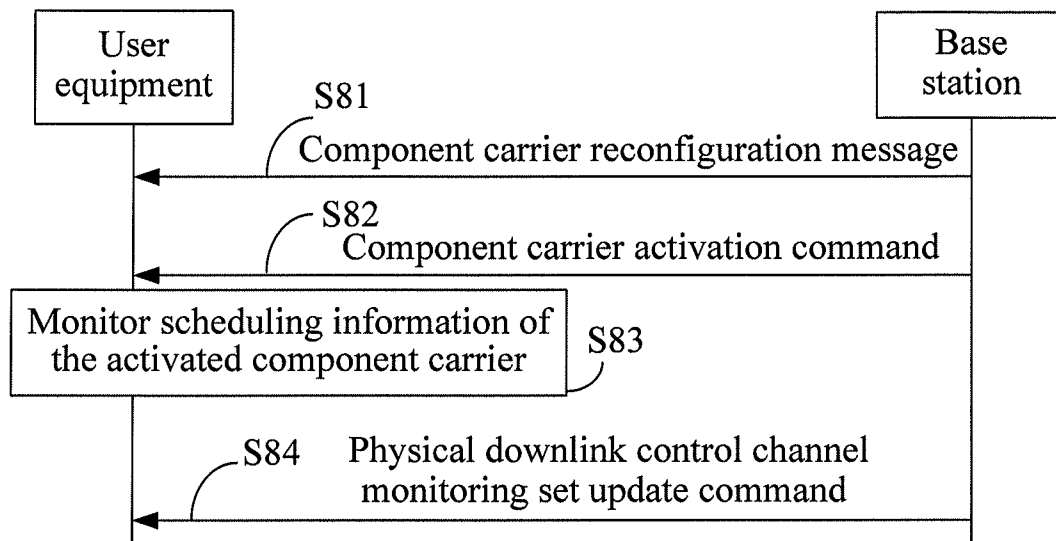 User
equipment
Base
station
S81
Component carrier reconfiguration message
S82
Component carrier activation command
Monitor scheduling information of
the activated component carrier
S83
S84
Physical downlink control channel
monitoring set update command